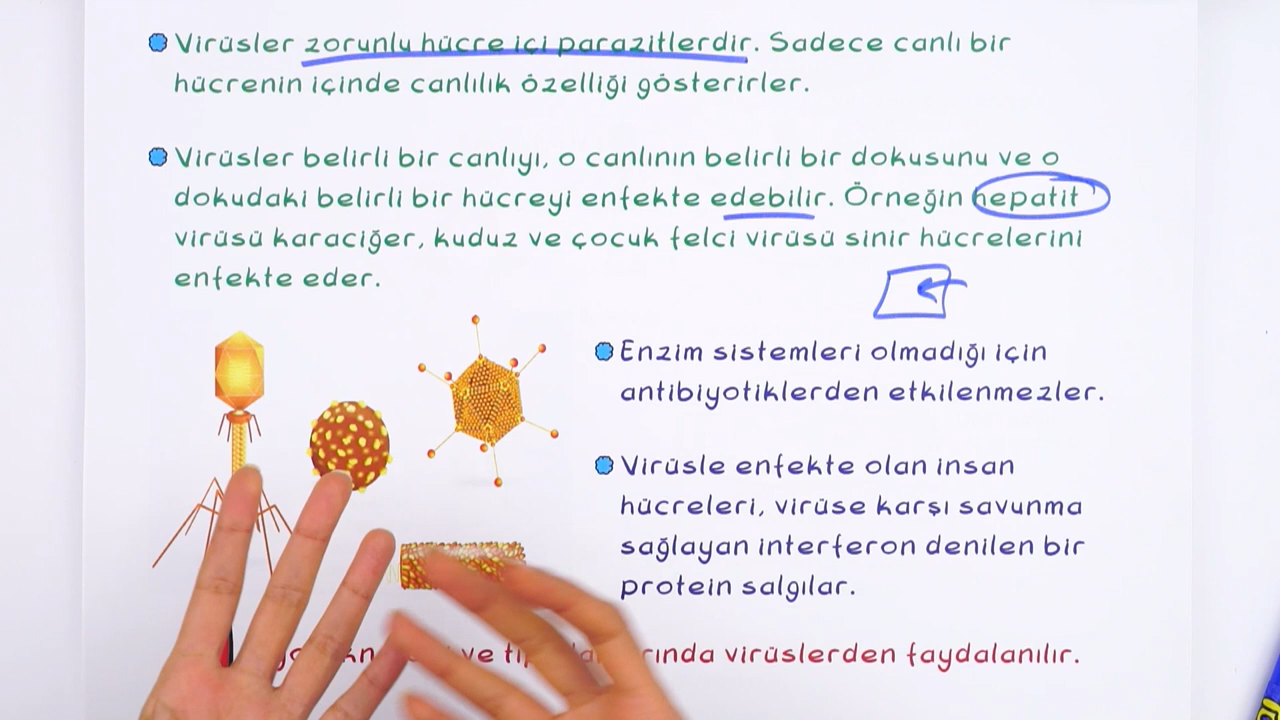 Virüsler zorunlu hücre içi parazitlerdir. Sadece canlı bir
hücrenin içinde canlılık özelliği gösterirler.
Virüsler belirli bir canlıyı, o canlının belirli bir dokusunu ve o
dokudaki belirli bir hücreyi enfekte edebilir. Örneğin hepatit
virüsü karaciğer, kuduz ve çocuk felci virüsü sinir hücrelerini
enfekte eder.
Enzim sistemleri olmadığı için
antibiyotiklerden etkilenmezler.
Virüsle enfekte olan insan
hücreleri, virüse karşı savunma
sağlayan interferon denilen bir
protein salgılar.
ve virüslerden faydalanılır.